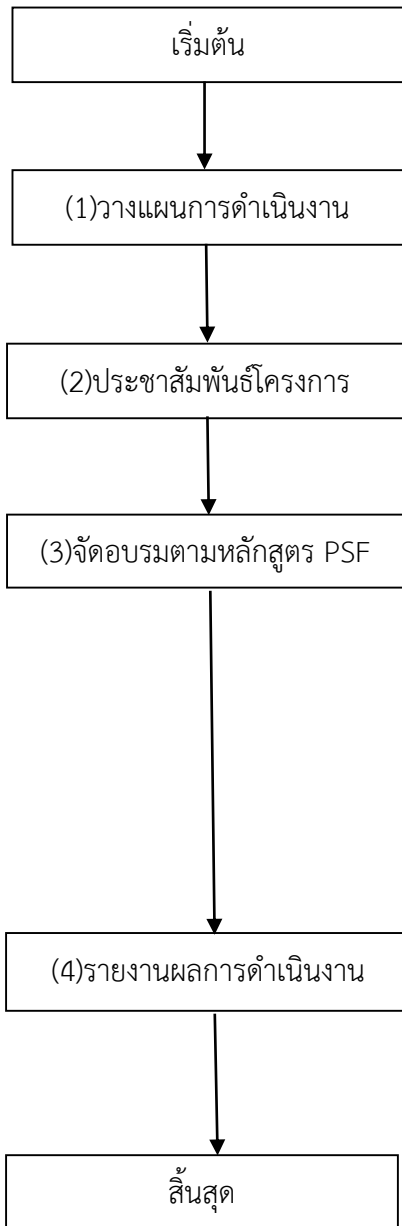 เริ่มต้น
(1)วางแผนการดำเนินงาน
(2)ประชาสัมพันธ์โครงการ
(3)จัดอบรมตามหลักสูตร PSF
(4)รายงานผลการดำเนินงาน
สิ้นสุด